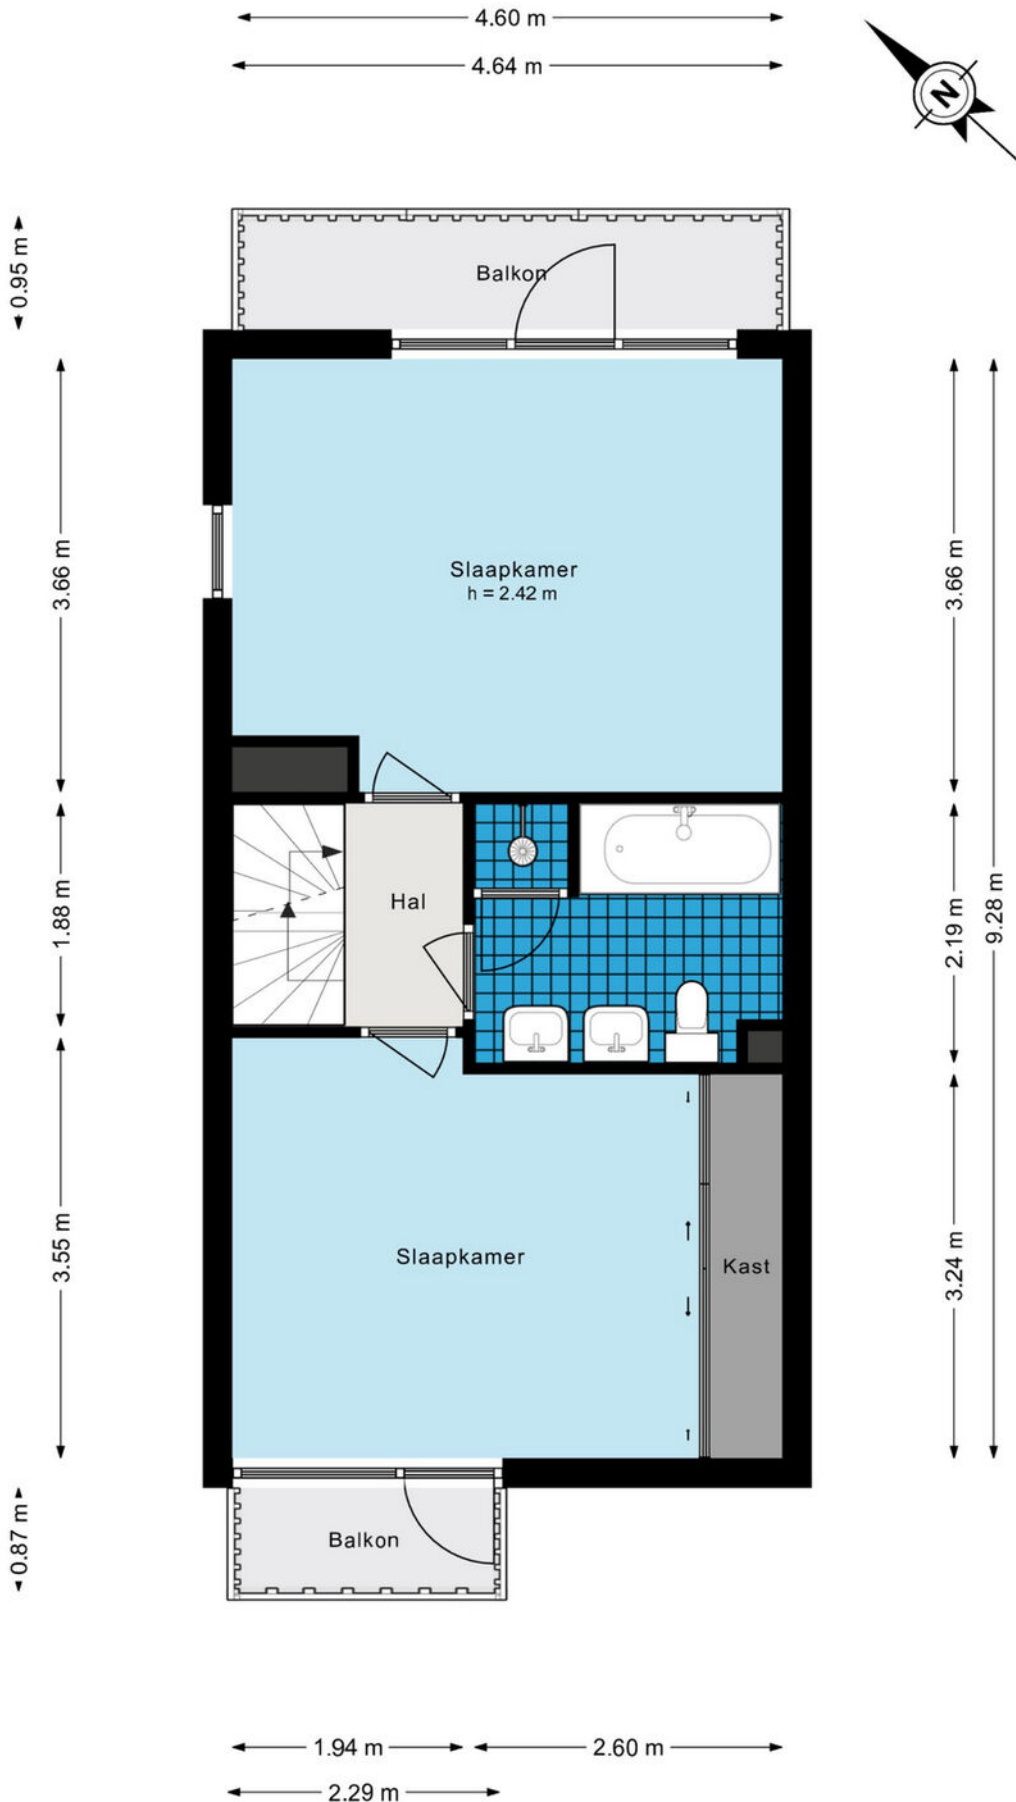 4.60 m
4.64 m
N
0.95 m
Balkon
3.66 m
Slaapkamer
h = 2.42 m
3.66 m
9.28 m
1.88 m
Hal
2.19 m
3.55 m
Slaapkamer
Kast
3.24 m
0.87 m
Balkon
1.94 m
2.60 m
2.29 m